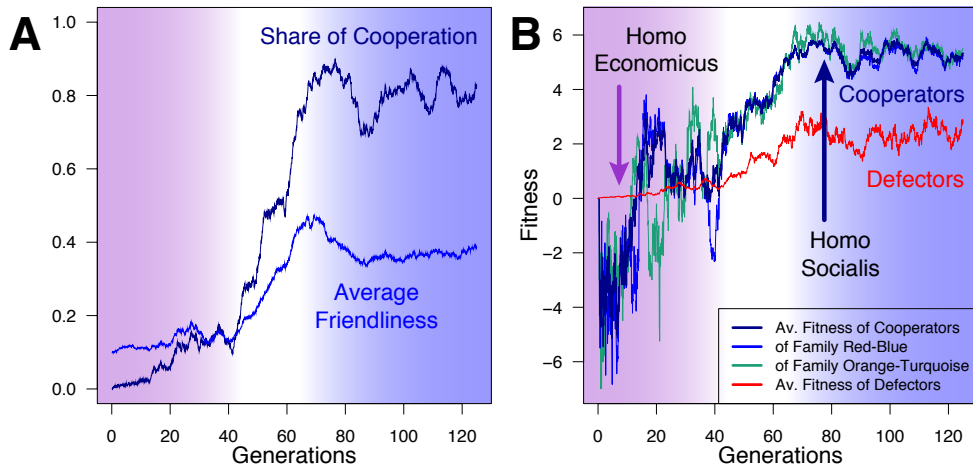 A
Share of Cooperation
Average
Friendliness
1.0
0.8
0.6
0.4
0.2
0.0
0 20 40 60 80 100 120
Generations
B
Homo
Economicus
Cooperators
Defectors
Homo
Socialis
Fitness
6
4
2
0
−2
−4
−6
Av. Fitness of Cooperators
of Family Red-Blue
of Family Orange-Turquoise
Av. Fitness of Defectors
0 20 40 60 80 100 120
Generations